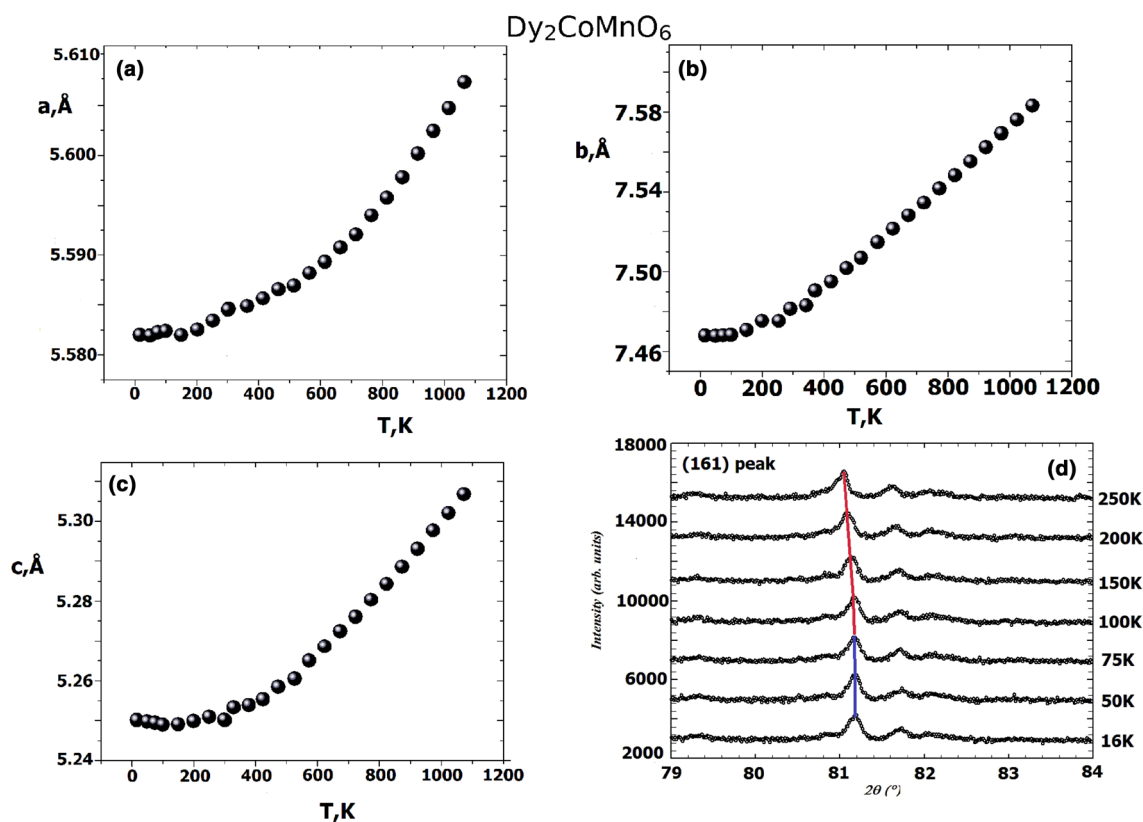 Dy₂CoMnO₆
(a)
a,Å
5.610
5.600
5.590
5.580
0 200 400 600 800 1000 1200
T,K
(b)
b,Å
7.58
7.54
7.50
7.46
0 200 400 600 800 1000 1200
T,K
(c)
c,Å
5.30
5.28
5.26
5.24
0 200 400 600 800 1000 1200
T,K
(161) peak
(d)
Intensity (arb. units)
18000
14000
10000
6000
2000
250K
200K
150K
100K
75K
50K
16K
79 80 81 82 83 84
2θ (°)